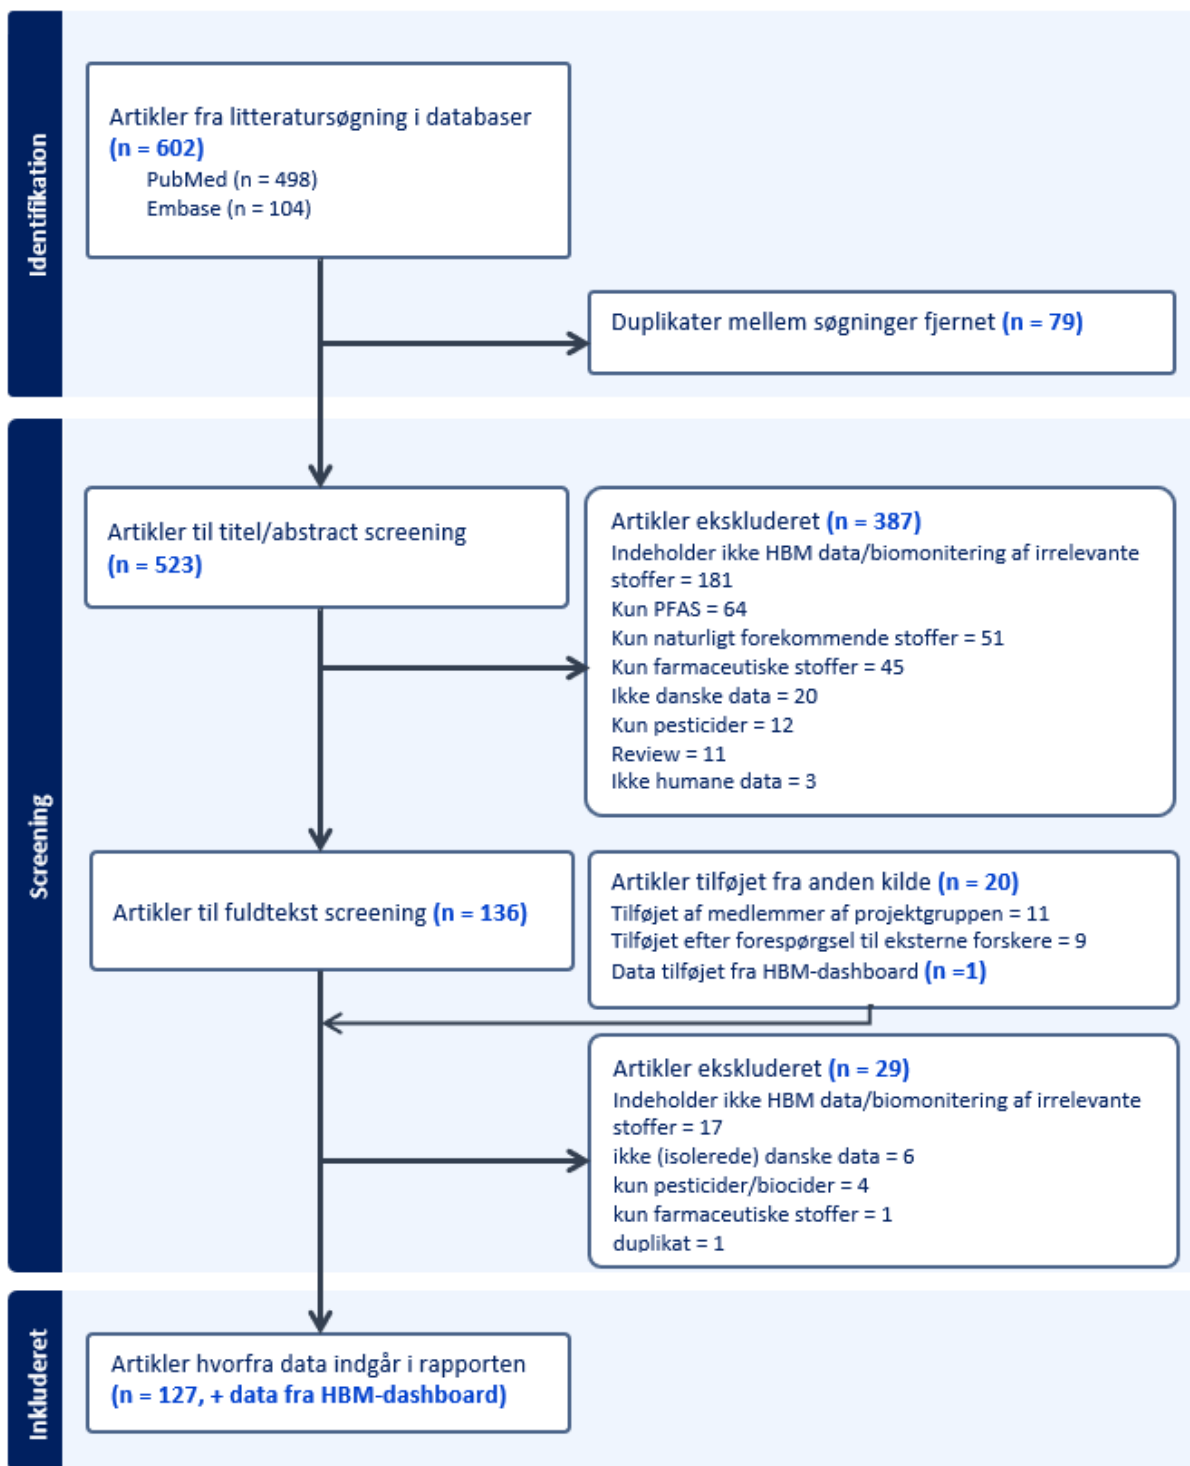 Identifikation
Artikler fra litteratursøgning i databaser
(n = 602)
PubMed (n = 498)
Embase (n = 104)
Duplikater mellem søgninger fjernet (n = 79)
Screening
Artikler til titel/abstract screening
(n = 523)
Artikler ekskluderet (n = 387)
Indeholder ikke HBM data/biomonitering af irrelevante
stoffer = 181
Kun PFAS = 64
Kun naturligt forekommende stoffer = 51
Kun farmaceutiske stoffer = 45
Ikke danske data = 20
Kun pesticider = 12
Review = 11
Ikke humane data = 3
Artikler til fuldtekst screening (n = 136)
Artikler tilføjet fra anden kilde (n = 20)
Tilføjet af medlemmer af projektgruppen = 11
Tilføjet efter forespørgsel til eksterne forskere = 9
Data tilføjet fra HBM-dashboard (n =1)
Artikler ekskluderet (n = 29)
Indeholder ikke HBM data/biomonitering af irrelevante
stoffer = 17
ikke (isolerede) danske data = 6
kun pesticider/biocider = 4
kun farmaceutiske stoffer = 1
duplikat = 1
Inkluderet
Artikler hvorfra data indgår i rapporten
(n = 127, + data fra HBM-dashboard)